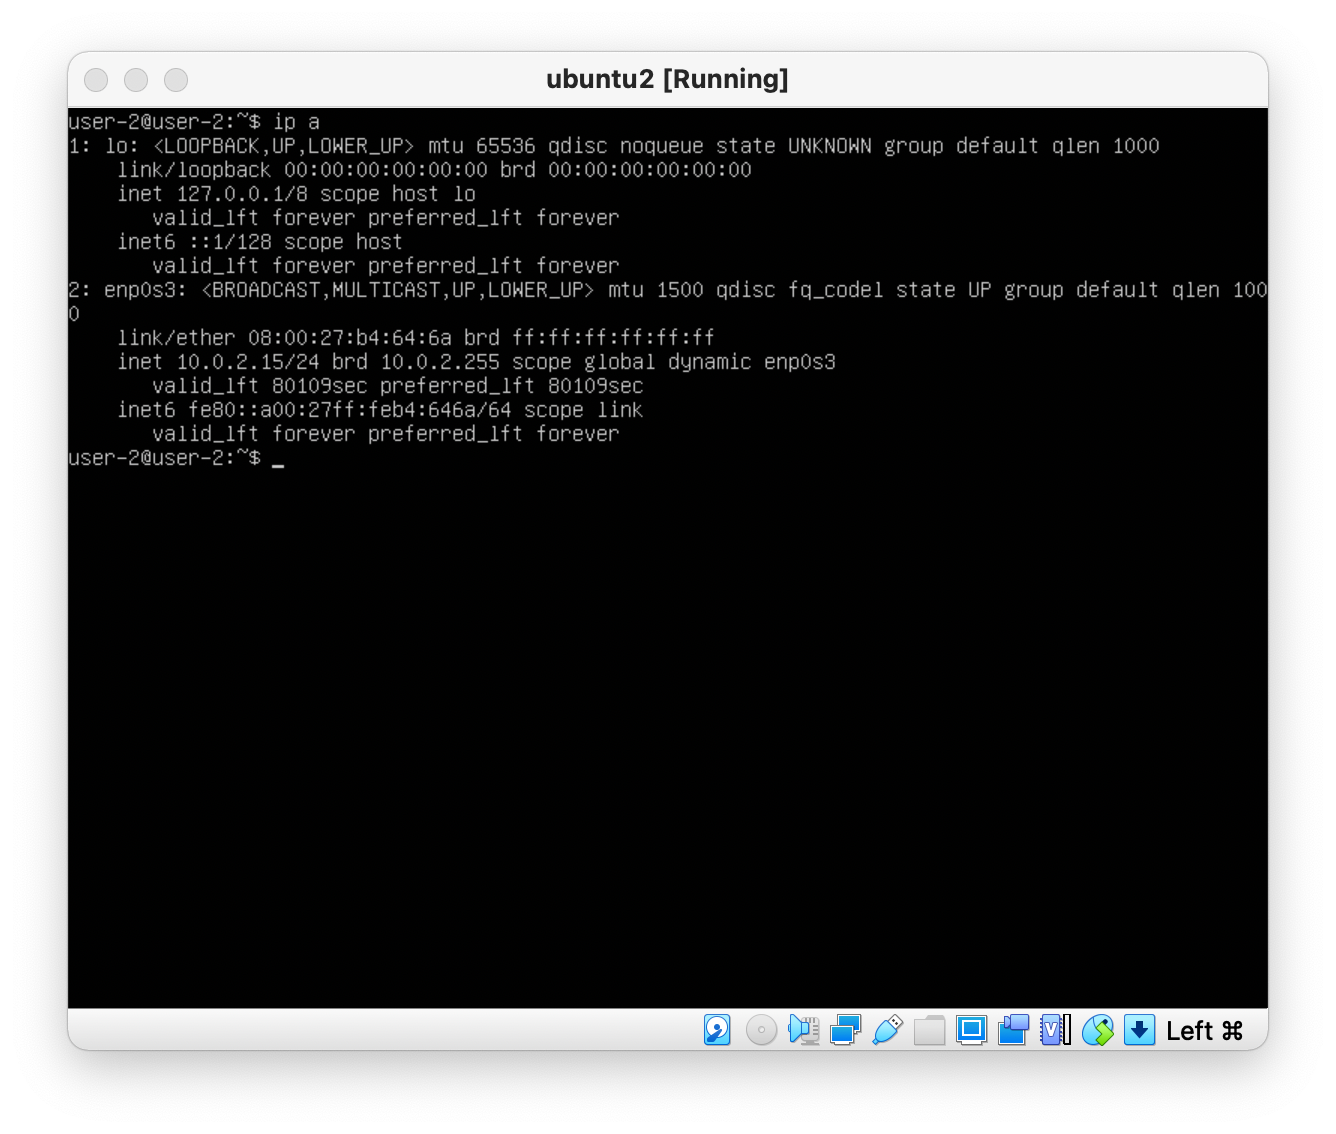 ubuntu2 [Running]
user-2@user-2:~$ ip a
1: lo: <LOOPBACK,UP,LOWER_UP> mtu 65536 qdisc noqueue state UNKNOWN group default qlen 1000
    link/loopback 00:00:00:00:00:00 brd 00:00:00:00:00:00
    inet 127.0.0.1/8 scope host lo
       valid_lft forever preferred_lft forever
    inet6 ::1/128 scope host
       valid_lft forever preferred_lft forever
2: enp0s3: <BROADCAST,MULTICAST,UP,LOWER_UP> mtu 1500 qdisc fq_codel state UP group default qlen 100
0
    link/ether 08:00:27:b4:64:6a brd ff:ff:ff:ff:ff:ff
    inet 10.0.2.15/24 brd 10.0.2.255 scope global dynamic enp0s3
       valid_lft 80109sec preferred_lft 80109sec
    inet6 fe80::a00:27ff:feb4:646a/64 scope link
       valid_lft forever preferred_lft forever
user-2@user-2:~$ _
Left ⌘